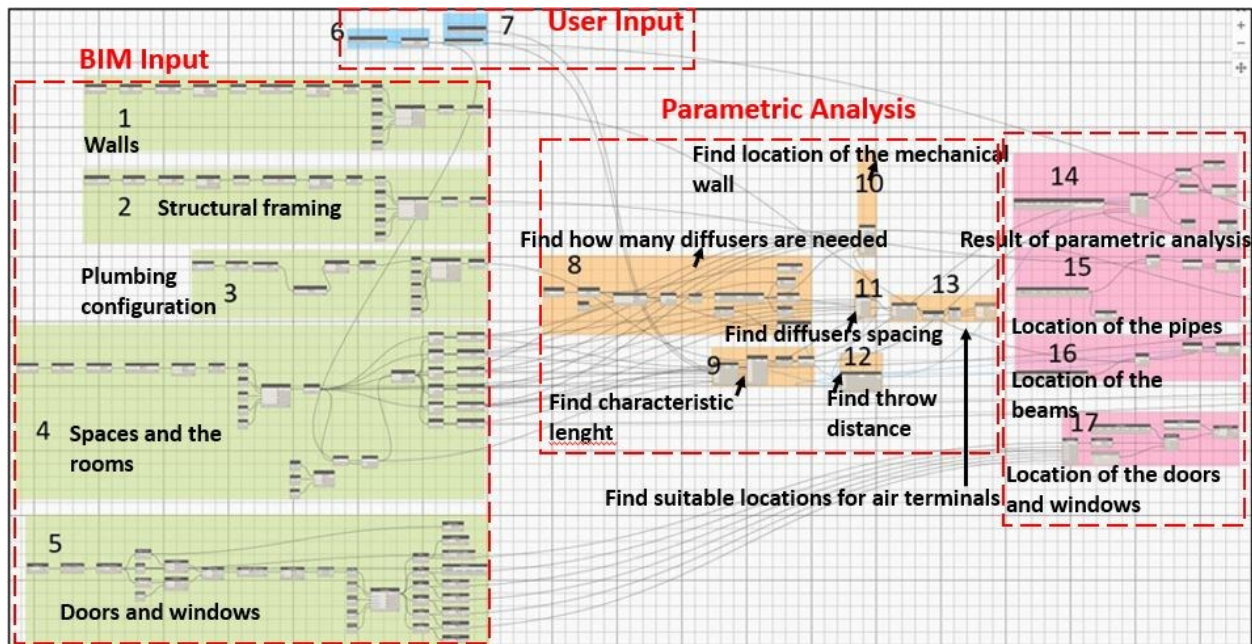 User Input
6
7
BIM Input
1
Walls
2
Structural framing
Plumbing
configuration
3
4
Spaces and the
rooms
5
Doors and windows
Parametric Analysis
Find location of the mechanical
wall
10
Find how many diffusers are needed
8
11
13
Find diffusers spacing
9
12
Find characteristic
lenght
Find throw
distance
Find suitable locations for air terminals
14
Result of parametric analysis
15
Location of the pipes
16
Location of the
beams
17
Location of the doors
and windows